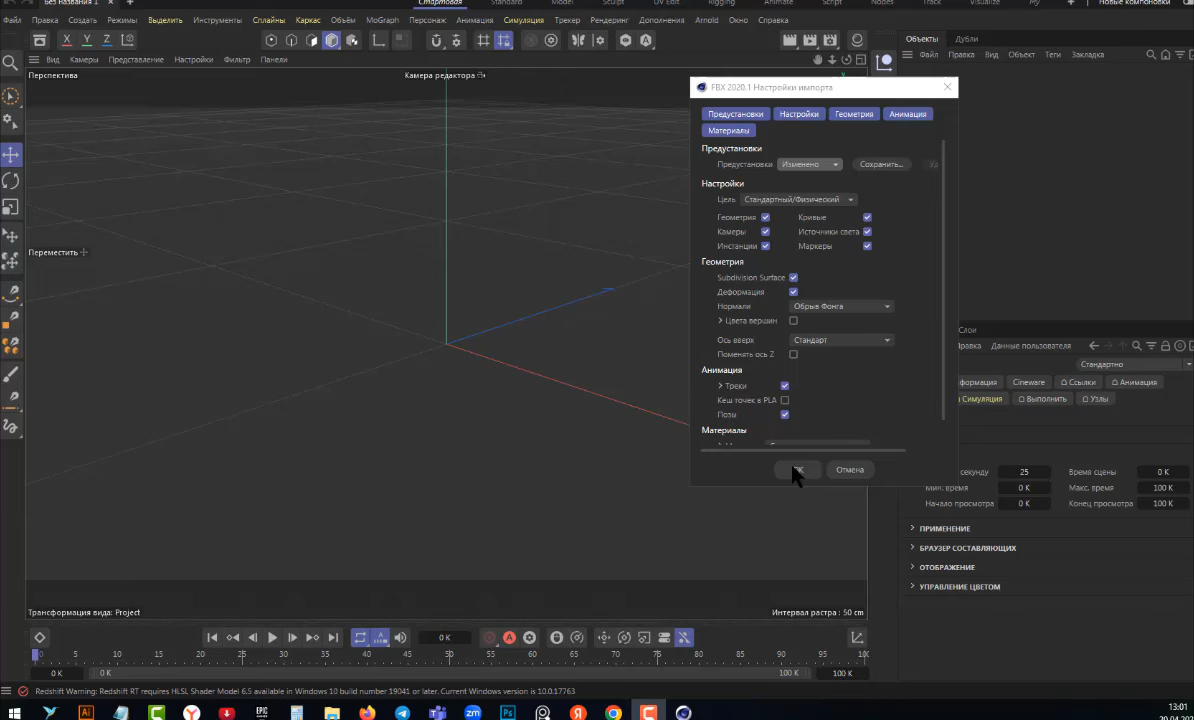 Без названия 1
Стартовая
Standard
Model
Sculpt
UV Edit
Rigging
Animate
Script
Nodes
Track
Visualize
My
Новые компоновки
Файл Правка Создать Режимы Выделить Инструменты Сплайны Каркас Объём MoGraph Персонаж Анимация Симуляция Трекер Рендеринг Дополнения Arnold Окно Справка
X Y Z
Объекты Дубли
Вид Камеры Представление Настройки Фильтр Панели
Файл Правка Вид Объект Теги Закладка
Перспектива
Камера редактора
Y
FBX 2020.1 Настройки импорта
Предустановки Настройки Геометрия Анимация
Материалы
Предустановки
Предустановки Изменено Сохранить...
Настройки
Цель Стандартный/Физический
Геометрия Кривые
Камеры Источники света
Инстанции Маркеры
Геометрия
Subdivision Surface
Деформация
Нормали Обрыв Фонга
Цвета вершин
Ось вверх Стандарт
Поменять ось Z
Анимация
Треки
Кеш точек в PLA
Позы
Материалы
Отмена
Переместить
Слои
Правка Данные пользователя
Стандартно
формация Cineware Ссылки Анимация
Симуляция Выполнить Узлы
секунду 25 Время сцены 0 K
Мин. время 0 K Макс. время 100 K
Начало просмотра 0 K Конец просмотра 100 K
ПРИМЕНЕНИЕ
БРАУЗЕР СОСТАВЛЯЮЩИХ
ОТОБРАЖЕНИЕ
УПРАВЛЕНИЕ ЦВЕТОМ
Трансформация вида: Project
Интервал растра : 50 cm
0 K
0 5 10 15 20 25 30 35 40 45 50 55 60 65 70 75 80 85 90 95 100
0 K 0 K 100 K 100 K
Redshift Warning: Redshift RT requires HLSL Shader Model 6.5 available in Windows 10 build number 19041 or later. Current Windows version is 10.0.17763
13:01